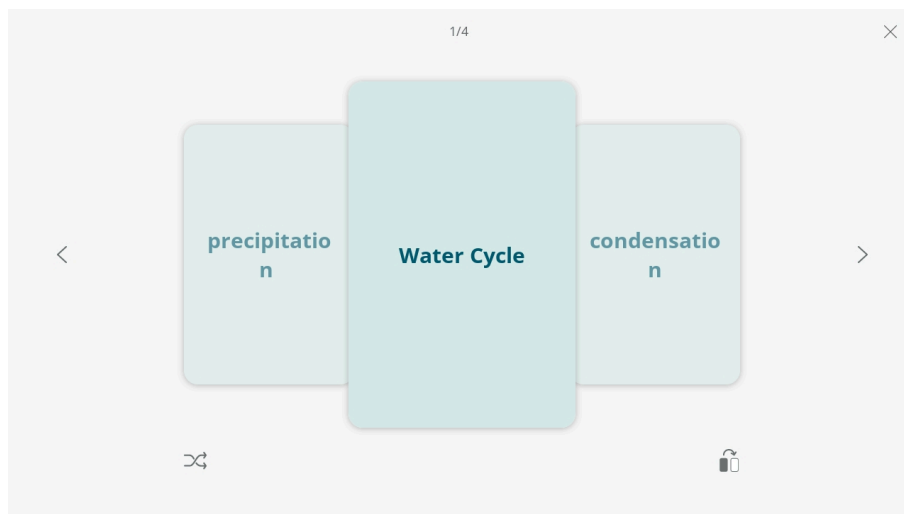 1/4
precipitatio
n
Water Cycle
condensatio
n